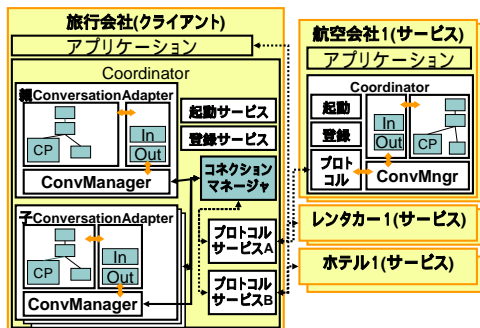 旅行会社(クライアント)
アプリケーション
Coordinator
親ConversationAdapter
CP
In
Out
ConvManager
起動サービス
登録サービス
コネクション
マネージャ
子ConversationAdapter
CP
In
Out
ConvManager
プロトコル
サービスA
プロトコル
サービスB
航空会社1(サービス)
アプリケーション
Coordinator
起動
登録
プロト
コル
In
Out
CP
ConvMngr
レンタカー1(サービス)
ホテル1(サービス)